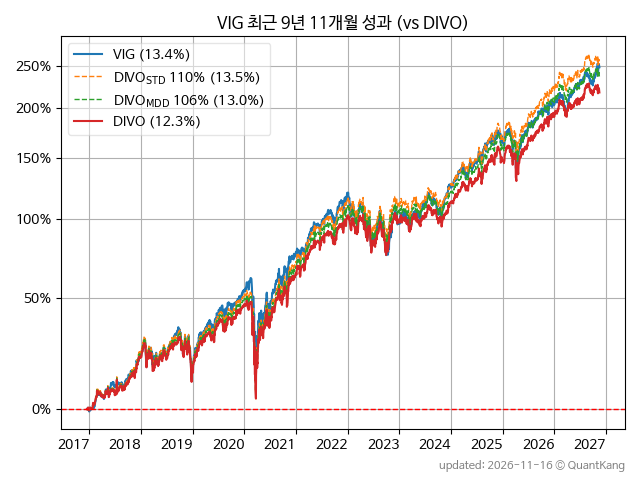 VIG 최근 9년 11개월 성과 (vs DIVO)
VIG (13.4%)
DIVO_STD 110% (13.5%)
DIVO_MDD 106% (13.0%)
DIVO (12.3%)
250%
200%
150%
100%
50%
0%
2017 2018 2019 2020 2021 2022 2023 2024 2025 2026 2027
updated: 2026-11-16 © QuantKang